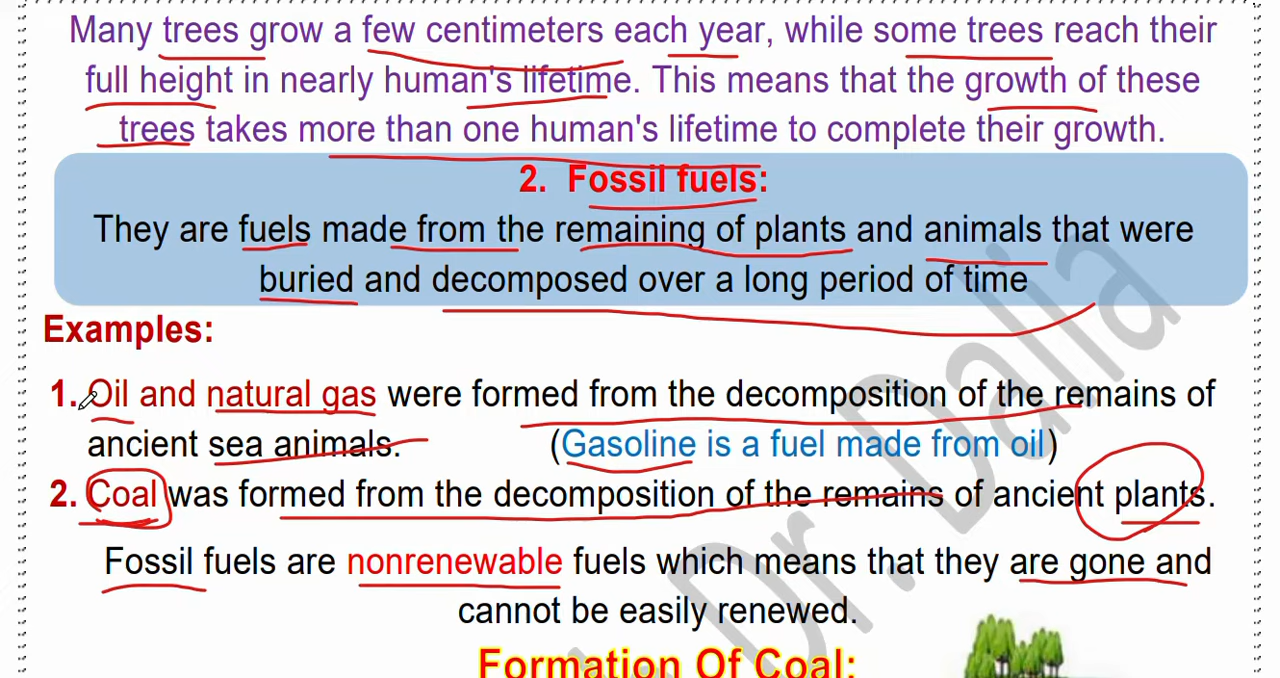 Many trees grow a few centimeters each year, while some trees reach their
full height in nearly human's lifetime. This means that the growth of these
trees takes more than one human's lifetime to complete their growth.
2. Fossil fuels:
They are fuels made from the remaining of plants and animals that were
buried and decomposed over a long period of time
Examples:
1. Oil and natural gas were formed from the decomposition of the remains of
ancient sea animals. (Gasoline is a fuel made from oil)
2. Coal was formed from the decomposition of the remains of ancient plants.
Fossil fuels are nonrenewable fuels which means that they are gone and
cannot be easily renewed.
Formation Of Coal:
Dr. Dalia